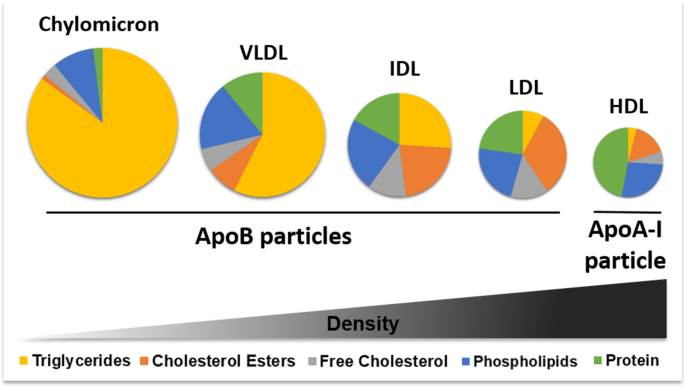 Chylomicron
VLDL
IDL
LDL
HDL
ApoB particles
ApoA-I
particle
Density
Triglycerides
Cholesterol Esters
Free Cholesterol
Phospholipids
Protein